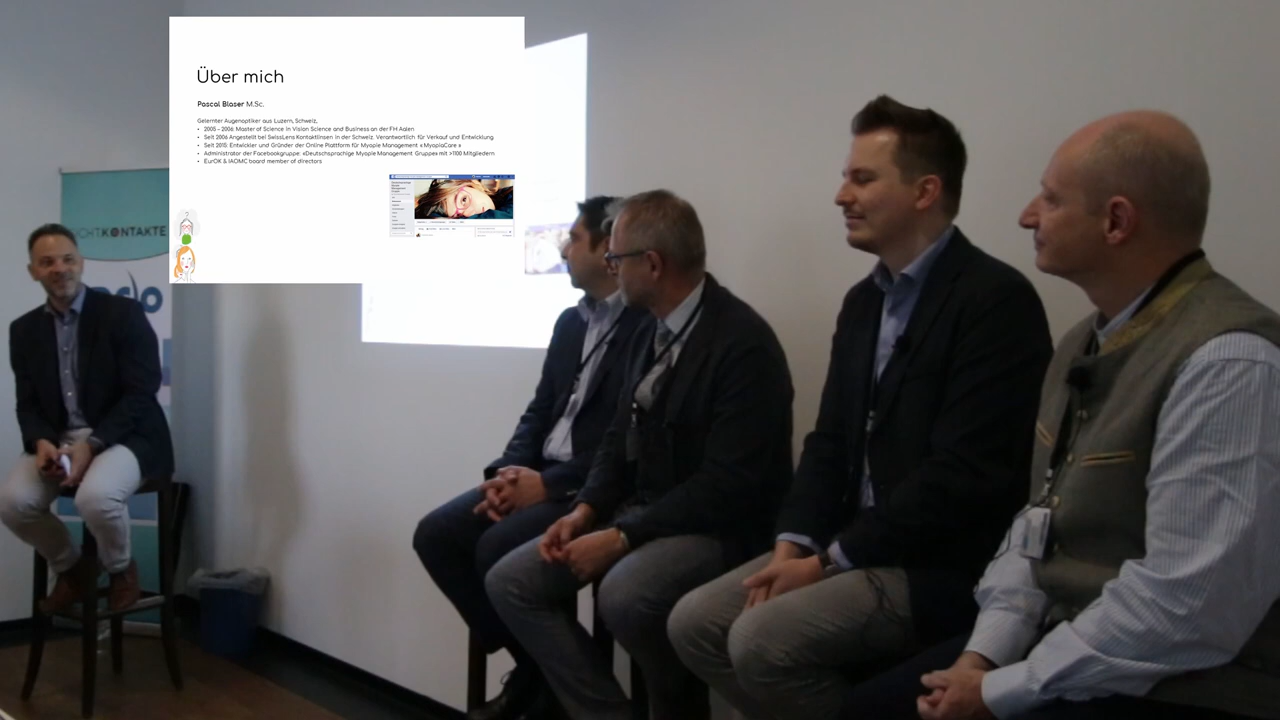 Über mich
Pascal Blaser M.Sc.
Gelernter Augenoptiker aus Luzern, Schweiz,
• 2005 – 2006: Master of Science in Vision Science and Business an der FH Aalen
• Seit 2006 Angestellt bei SwissLens Kontaktlinsen in der Schweiz. Verantwortlich für Verkauf und Entwicklung
• Seit 2015: Entwickler und Gründer der Online Plattform für Myopie Management « MyopiaCare »
• Administrator der Facebookgruppe: «Deutschsprachige Myopie Management Gruppe» mit >1100 Mitgliedern
• EurOK & IAOMC board member of directors
CHTKONTAKTE